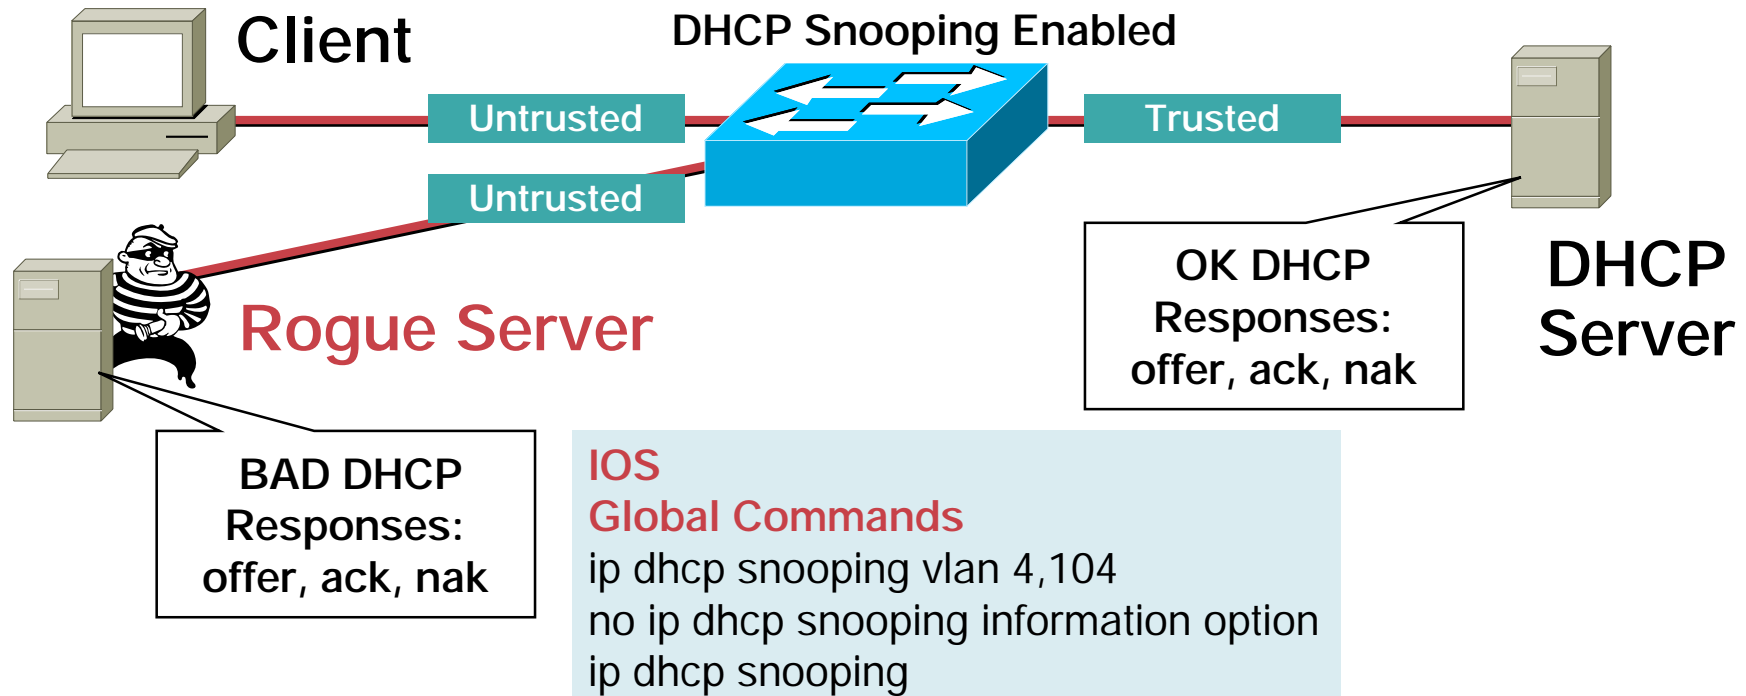 Client
DHCP Snooping Enabled
Untrusted
Trusted
Untrusted
OK DHCP
Responses:
offer, ack, nak
DHCP
Server
Rogue Server
BAD DHCP
Responses:
offer, ack, nak
IOS
Global Commands
ip dhcp snooping vlan 4,104
no ip dhcp snooping information option
ip dhcp snooping